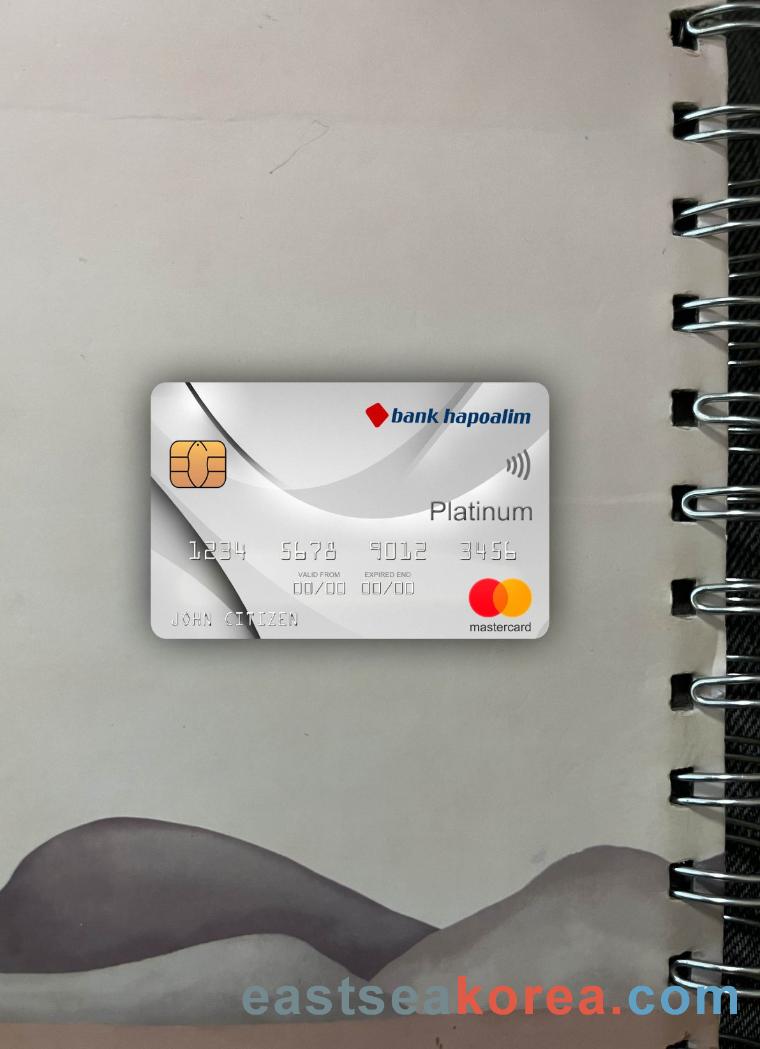 bank hapoalim
Platinum
1234 5678 9012 3456
VALID FROM EXPIRED END
00/00 00/00
JOHN CITIZEN
mastercard
eastseakorea.com